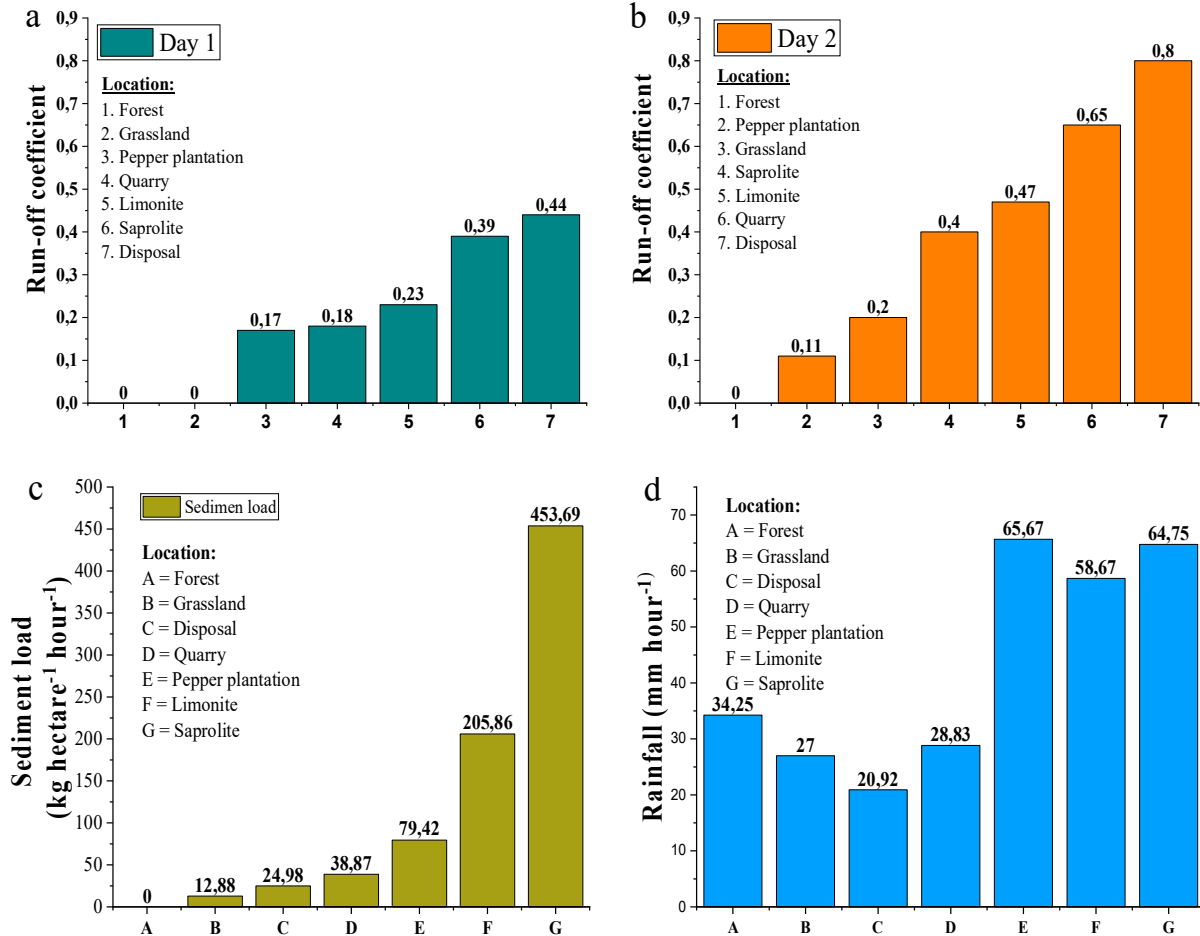 a
Day 1
Location:
1. Forest
2. Grassland
3. Pepper plantation
4. Quarry
5. Limonite
6. Saprolite
7. Disposal
Run-off coefficient
0,9
0,8
0,7
0,6
0,5
0,4
0,3
0,2
0,1
0,0
0
0
0,17
0,18
0,23
0,39
0,44
1 2 3 4 5 6 7
b
Day 2
Location:
1. Forest
2. Pepper plantation
3. Grassland
4. Saprolite
5. Limonite
6. Quarry
7. Disposal
Run-off coefficient
0,9
0,8
0,7
0,6
0,5
0,4
0,3
0,2
0,1
0,0
0
0,11
0,2
0,4
0,47
0,65
0,8
1 2 3 4 5 6 7
c
Sedimen load
Location:
A = Forest
B = Grassland
C = Disposal
D = Quarry
E = Pepper plantation
F = Limonite
G = Saprolite
Sediment load
(kg hectare⁻¹ hour⁻¹)
500
450
400
350
300
250
200
150
100
50
0
0
12,88
24,98
38,87
79,42
205,86
453,69
A B C D E F G
d
Location:
A = Forest
B = Grassland
C = Disposal
D = Quarry
E = Pepper plantation
F = Limonite
G = Saprolite
Rainfall (mm hour⁻¹)
70
60
50
40
30
20
10
0
34,25
27
20,92
28,83
65,67
58,67
64,75
A B C D E F G